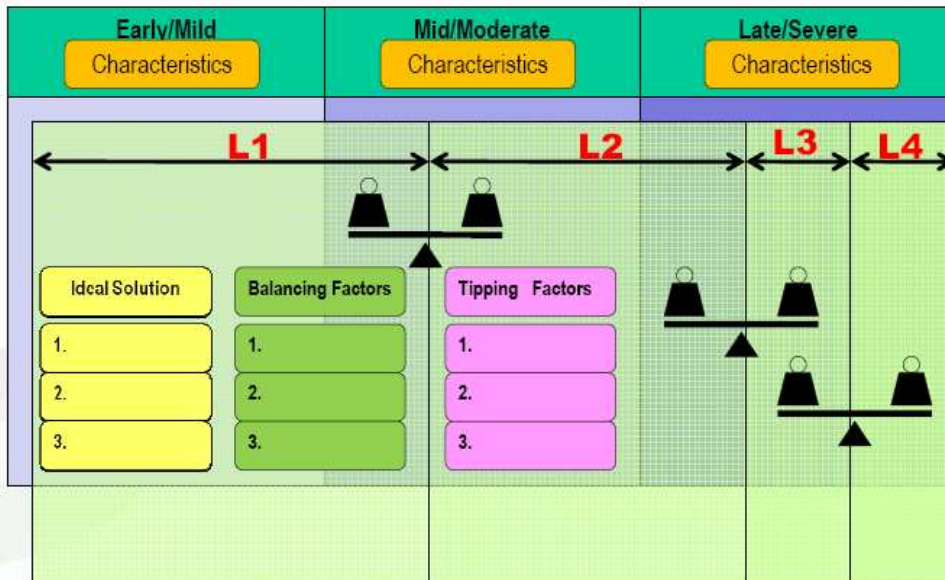 Early/Mild
Mid/Moderate
Late/Severe
Characteristics
Characteristics
Characteristics
L1
L2
L3
L4
Ideal Solution
Balancing Factors
Tipping Factors
1.
1.
1.
2.
2.
2.
3.
3.
3.